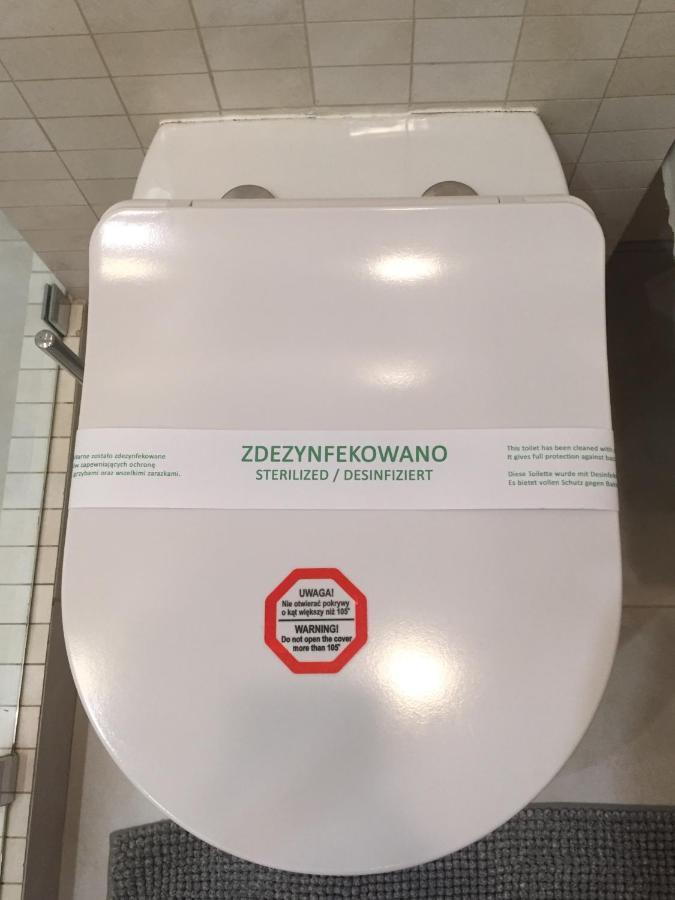 ZDEZYNFEKOWANO
STERILIZED / DESINFIZIERT
zostało zdezynfekowane
zapewniających ochronę
grzybami oraz wszelkimi zarazkami.
This toilet has been cleaned with
It gives full protection against
Diese Toilette wurde mit
Es bietet vollen Schutz gegen
UWAGA!
Nie otwierać pokrywy
o kąt większy niż 105°
WARNING!
Do not open the cover
more than 105°